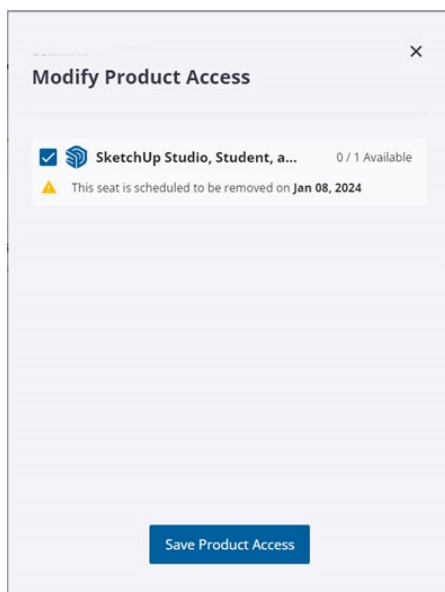 Modify Product Access
SketchUp Studio, Student, a... 0 / 1 Available
This seat is scheduled to be removed on Jan 08, 2024
Save Product Access